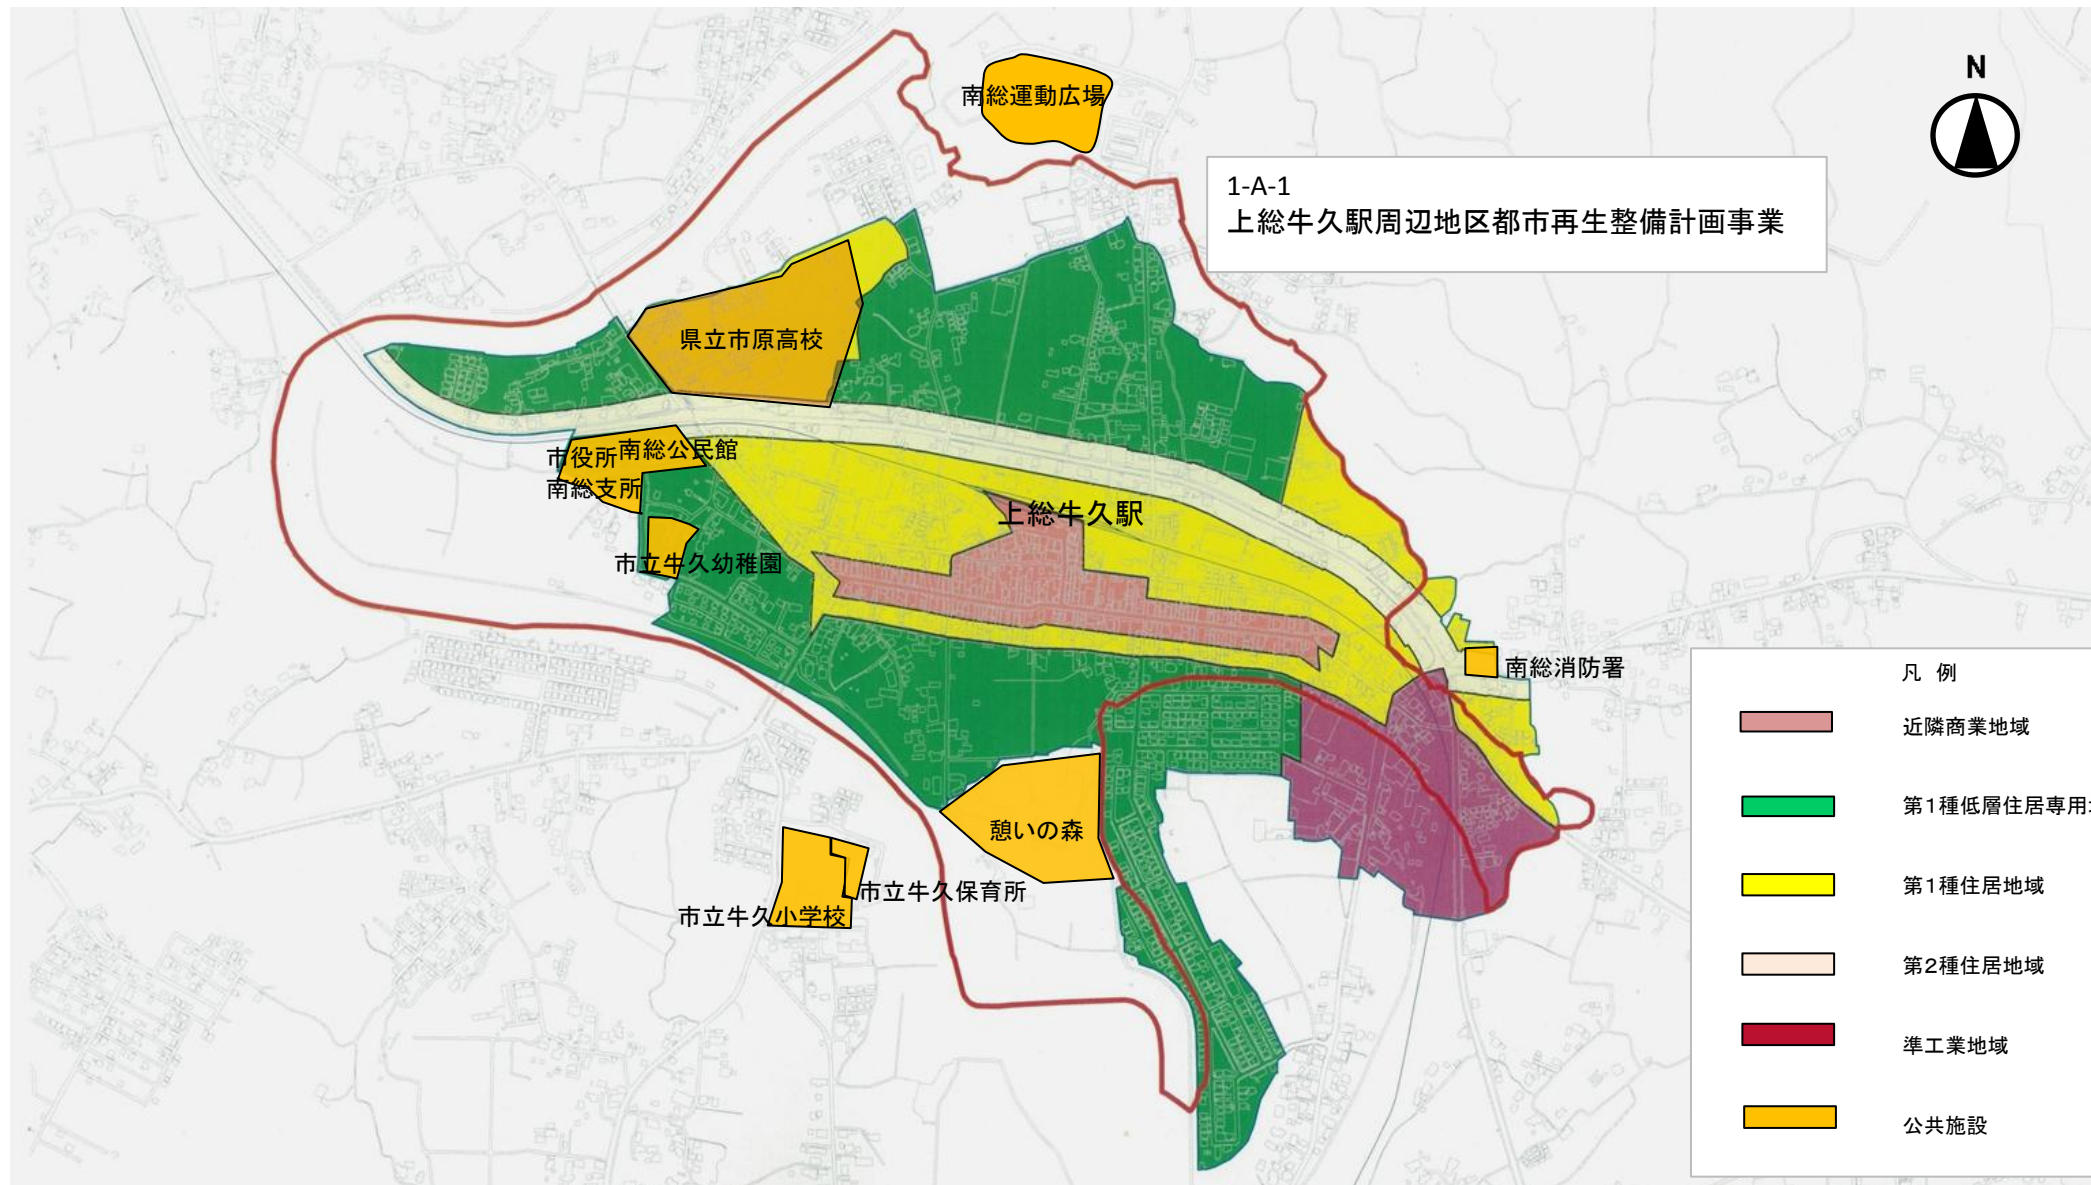 N
南総運動広場
1-A-1
上総牛久駅周辺地区都市再生整備計画事業
県立市原高校
市役所
南総支所
南総公民館
上総牛久駅
市立牛久幼稚園
南総消防署
憩いの森
市立牛久保育所
市立牛久小学校
凡 例
近隣商業地域
第1種低層住居専用
第1種住居地域
第2種住居地域
準工業地域
公共施設